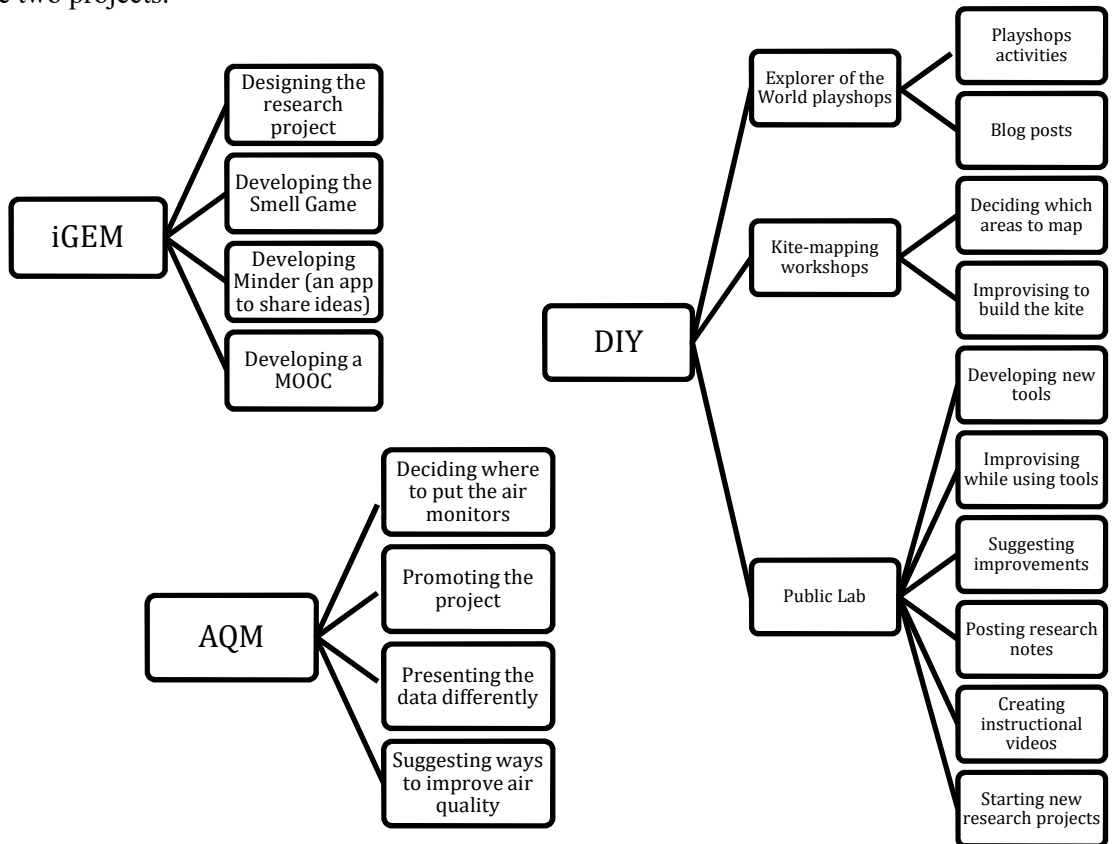 e two projects.
iGEM
Designing the
research
project
Developing the
Smell Game
Developing
Minder (an app
to share ideas)
Developing a
MOOC
AQM
Deciding where
to put the air
monitors
Promoting the
project
Presenting the
data differently
Suggesting ways
to improve air
quality
DIY
Explorer of the
World playshops
Playshops
activities
Blog posts
Kite-mapping
workshops
Deciding which
areas to map
Improvising to
build the kite
Public Lab
Developing new
tools
Improvising
while using tools
Suggesting
improvements
Posting research
notes
Creating
instructional
videos
Starting new
research projects